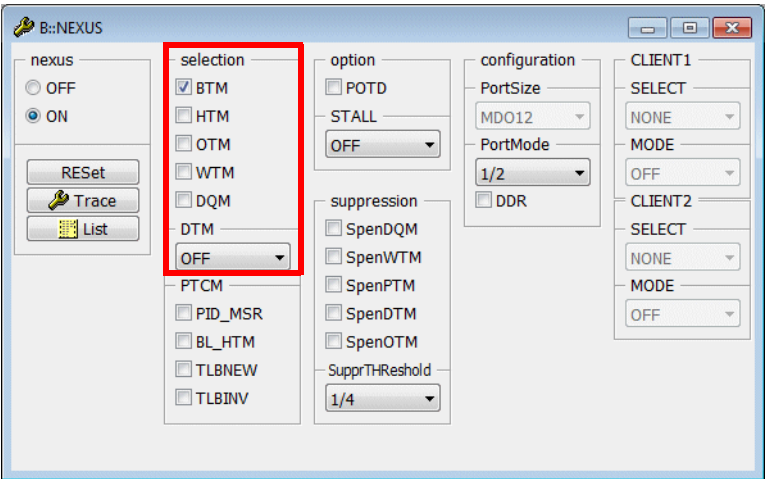 B::NEXUS
nexus
OFF
ON
RESet
Trace
List
selection
BTM
HTM
OTM
WTM
DQM
DTM
OFF
PTCM
PID_MSR
BL_HTM
TLBNEW
TLBINV
option
POTD
STALL
OFF
suppression
SpenDQM
SpenWTM
SpenPTM
SpenDTM
SpenOTM
SupprTHReshold
1/4
configuration
PortSize
MDO12
PortMode
1/2
DDR
CLIENT1
SELECT
NONE
MODE
OFF
CLIENT2
SELECT
NONE
MODE
OFF